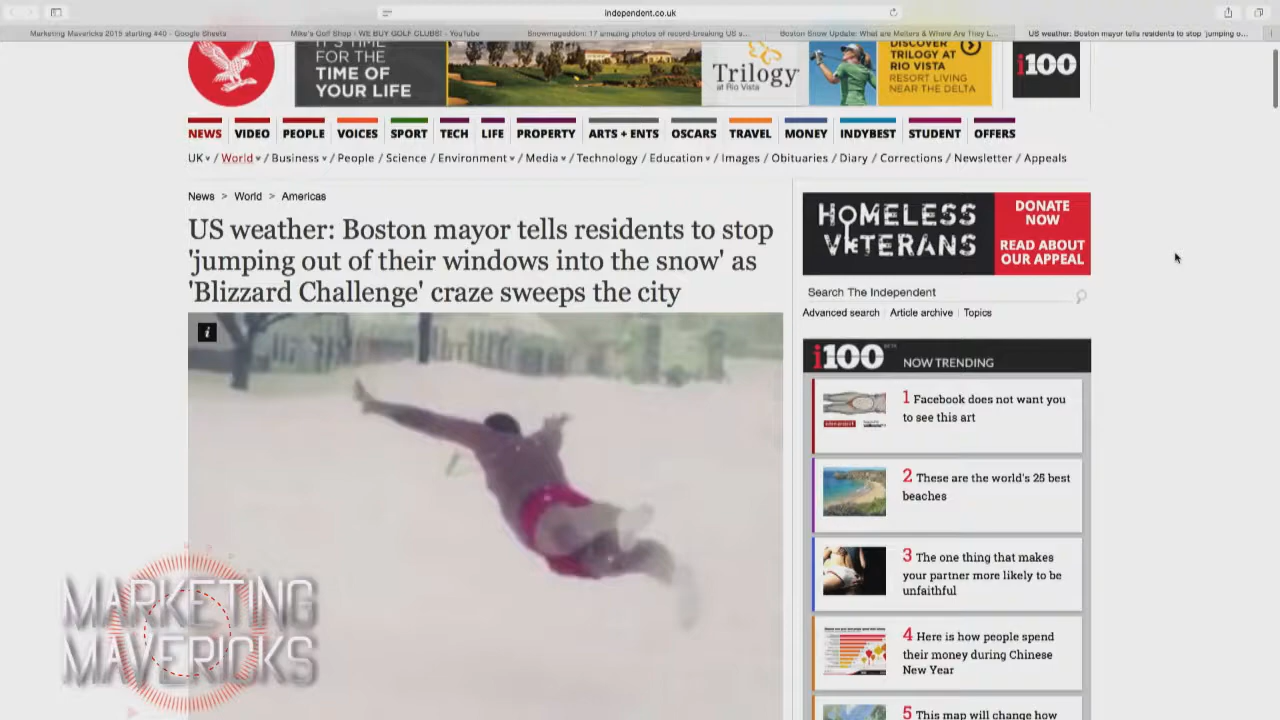 independent.co.uk
Marketing Mavericks 2015 starting #40 - Google Sheets
Mike's Golf Shop | WE BUY GOLF CLUBS! - YouTube
Snowmageddon: 17 amazing photos of record-breaking US s...
Boston Snow Update: What are Melters & Where Are They L...
US weather: Boston mayor tells residents to stop 'jumping o...
IT'S TIME
FOR THE
TIME OF
YOUR LIFE
Trilogy
at Rio Vista
DISCOVER
TRILOGY AT
RIO VISTA
RESORT LIVING
NEAR THE DELTA
i100
NEWS VIDEO PEOPLE VOICES SPORT TECH LIFE PROPERTY ARTS + ENTS OSCARS TRAVEL MONEY INDYBEST STUDENT OFFERS
UK / World / Business / People / Science / Environment / Media / Technology / Education / Images / Obituaries / Diary / Corrections / Newsletter / Appeals
News > World > Americas
US weather: Boston mayor tells residents to stop
'jumping out of their windows into the snow' as
'Blizzard Challenge' craze sweeps the city
i
HOMELESS
VETERANS
DONATE
NOW
READ ABOUT
OUR APPEAL
Search The Independent
Advanced search Article archive Topics
i100 NOW TRENDING
1 Facebook does not want you
to see this art
2 These are the world's 25 best
beaches
3 The one thing that makes
your partner more likely to be
unfaithful
4 Here is how people spend
their money during Chinese
New Year
5 This map will change how
MARKETING
MAVERICKS